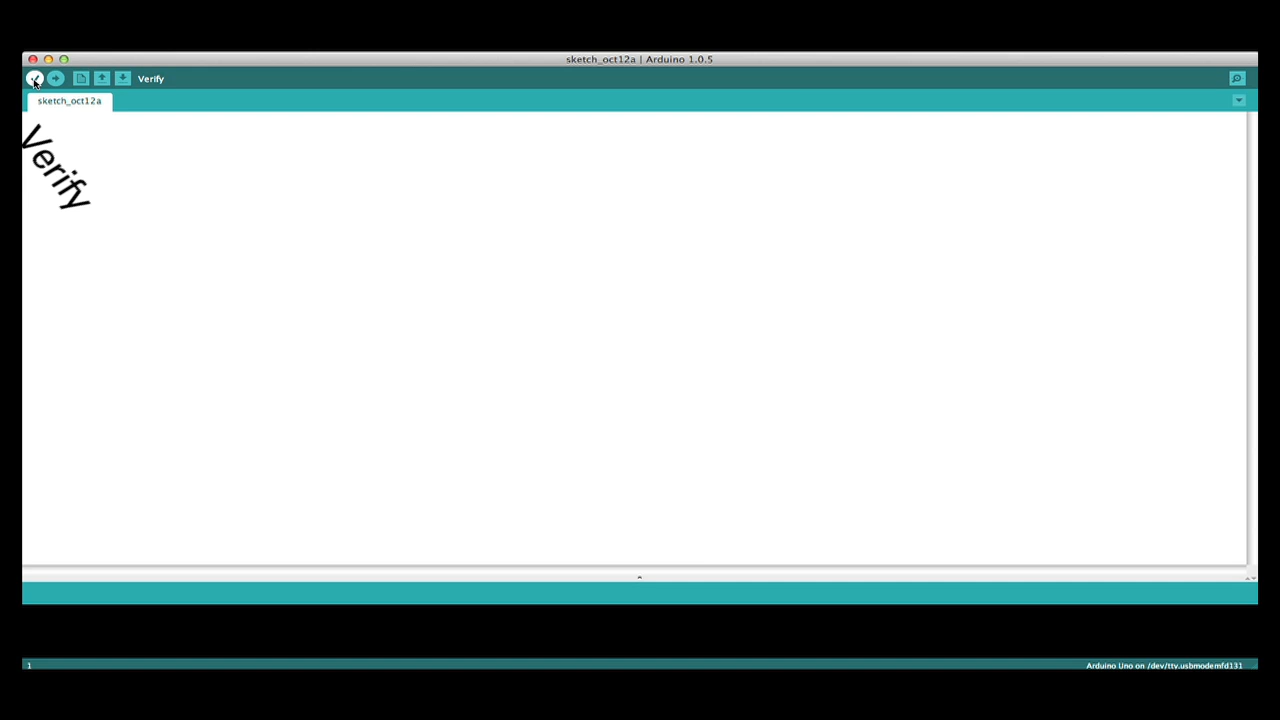 sketch_oct12a | Arduino 1.0.5
Verify
sketch_oct12a
Verify
1
Arduino Uno on /dev/tty.usbmodemfd131